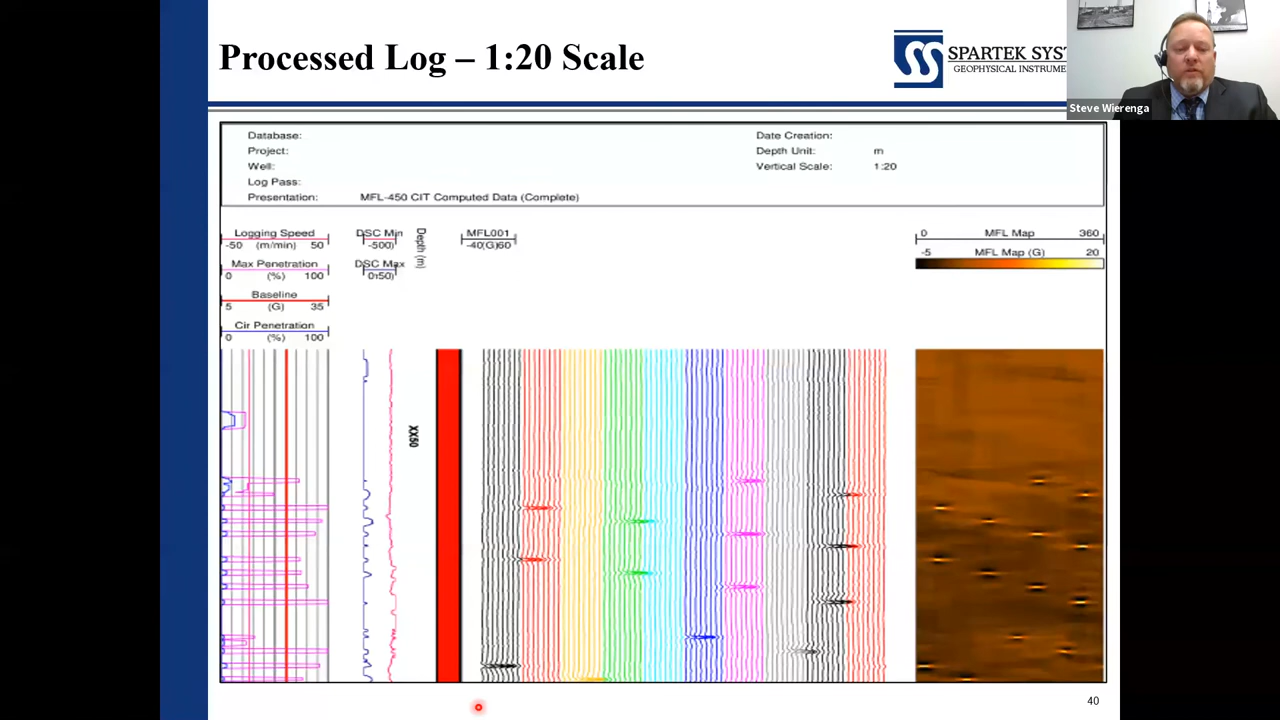 Processed Log – 1:20 Scale
SPARTEK SYST
GEOPHYSICAL INSTRUME
Steve Wierenga
Database:
Project:
Well:
Log Pass:
Presentation: MFL-450 CIT Computed Data (Complete)
Date Creation:
Depth Unit: m
Vertical Scale: 1:20
Logging Speed
-50 (m/min) 50
Max Penetration
0 (%) 100
Baseline
5 (G) 35
Cir Penetration
0 (%) 100
DSC Min
-500)
DSC Max
Depth (m)
MFL001
-40(G)60
0 MFL Map 360
-5 MFL Map (G) 20
XX50
40